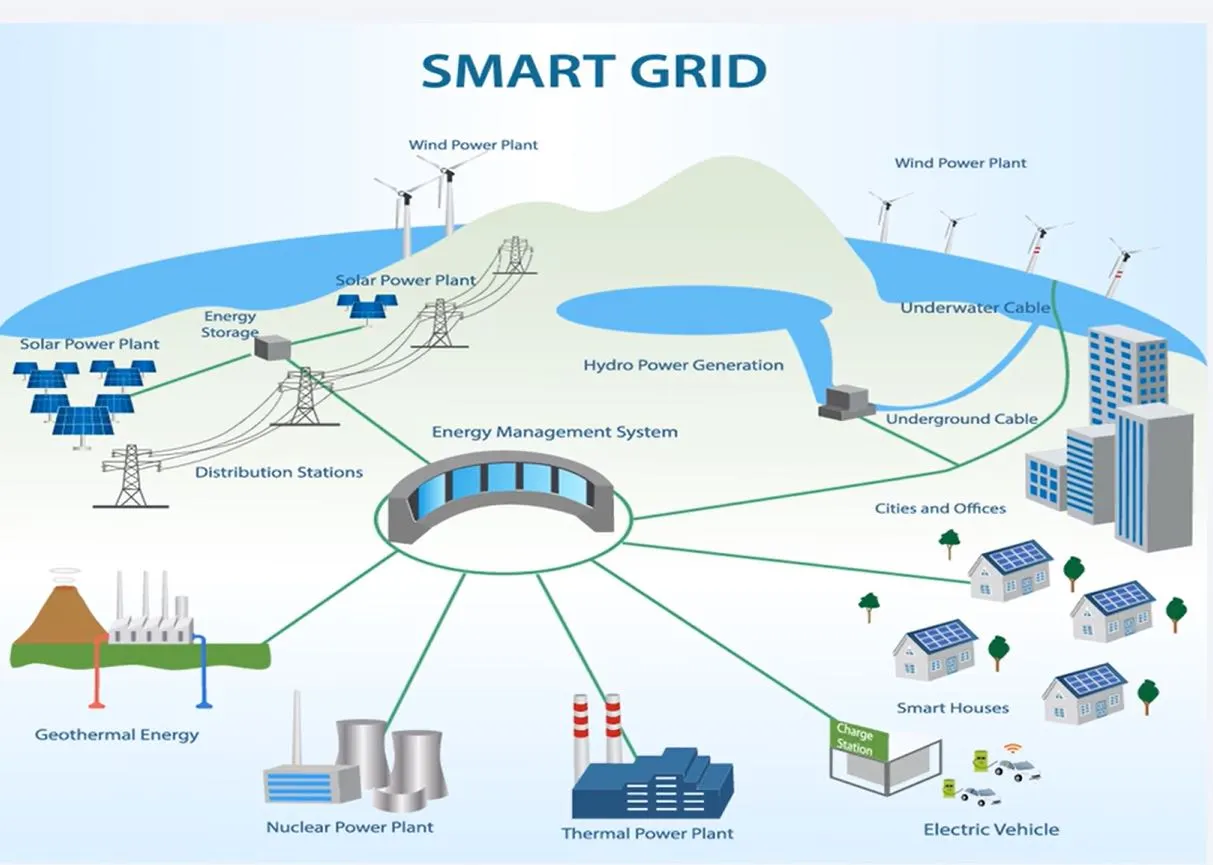 SMART GRID
Wind Power Plant
Wind Power Plant
Solar Power Plant
Underwater Cable
Energy
Storage
Solar Power Plant
Hydro Power Generation
Underground Cable
Energy Management System
Distribution Stations
Cities and Offices
Smart Houses
Geothermal Energy
Charge
Station
Nuclear Power Plant
Thermal Power Plant
Electric Vehicle